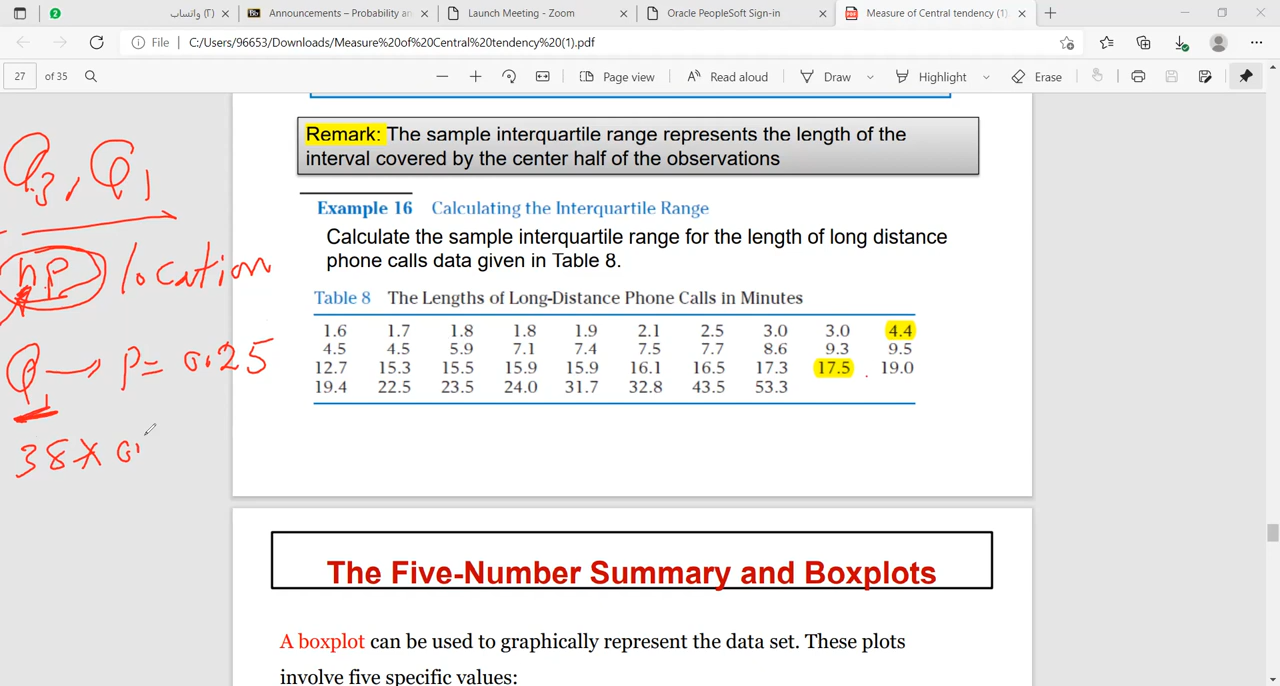 واتساب (٢)
Announcements – Probability an
Launch Meeting - Zoom
Oracle PeopleSoft Sign-in
Measure of Central tendency (1)
2
File C:/Users/96653/Downloads/Measure%20of%20Central%20tendency%20(1).pdf
27 of 35
Page view
Read aloud
Draw
Highlight
Erase
Remark: The sample interquartile range represents the length of the
interval covered by the center half of the observations
Q3, Q1
Example 16 Calculating the Interquartile Range
Calculate the sample interquartile range for the length of long distance
phone calls data given in Table 8.
np location
Table 8 The Lengths of Long-Distance Phone Calls in Minutes
1.6 1.7 1.8 1.8 1.9 2.1 2.5 3.0 3.0 4.4
4.5 4.5 5.9 7.1 7.4 7.5 7.7 8.6 9.3 9.5
12.7 15.3 15.5 15.9 15.9 16.1 16.5 17.3 17.5 19.0
19.4 22.5 23.5 24.0 31.7 32.8 43.5 53.3
Q1 → P= 0.25
38 × 0.
The Five-Number Summary and Boxplots
A boxplot can be used to graphically represent the data set. These plots
involve five specific values: